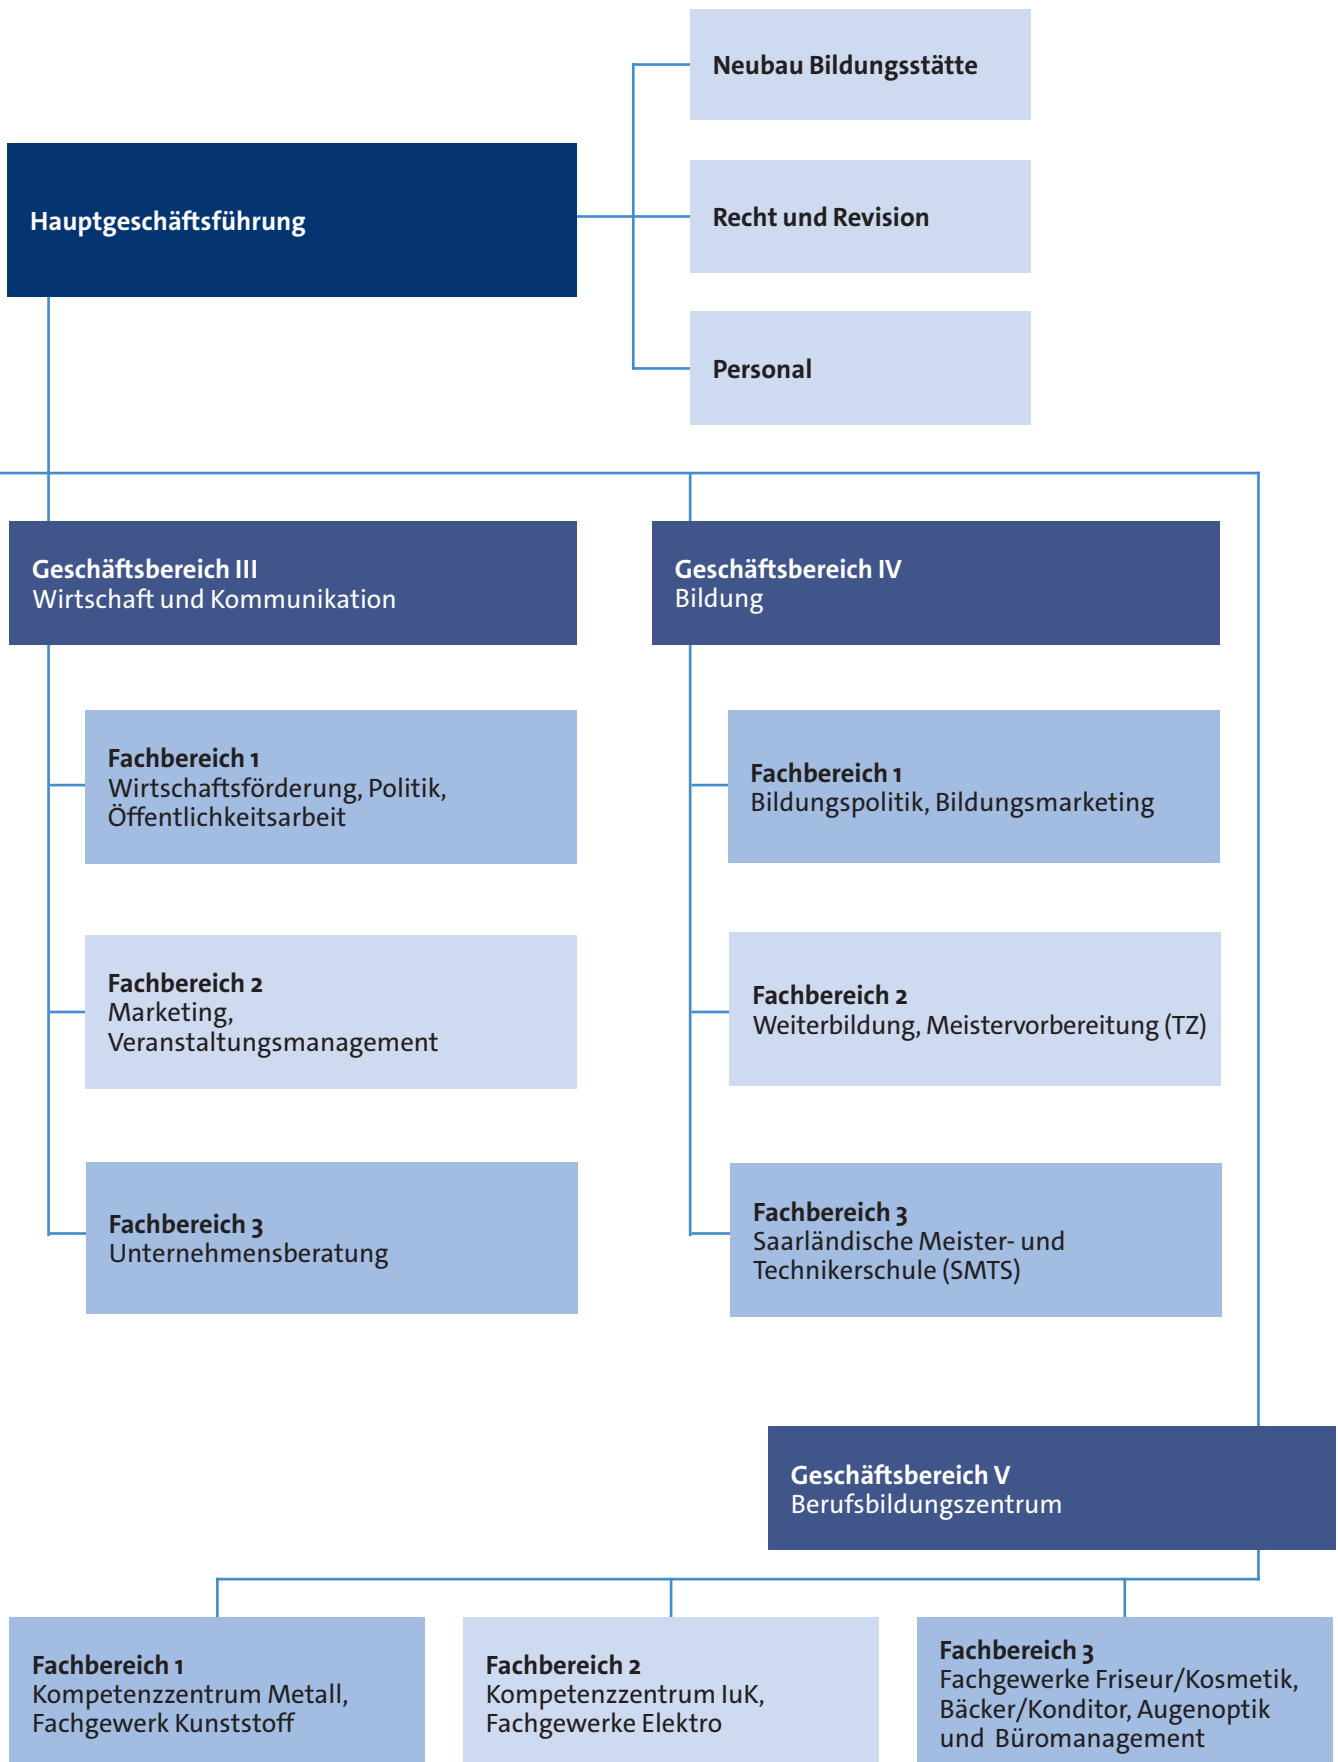 Neubau Bildungsstätte
Hauptgeschäftsführung
Recht und Revision
Personal
Geschäftsbereich III
Wirtschaft und Kommunikation
Fachbereich 1
Wirtschaftsförderung, Politik,
Öffentlichkeitsarbeit
Fachbereich 2
Marketing,
Veranstaltungsmanagement
Fachbereich 3
Unternehmensberatung
Geschäftsbereich IV
Bildung
Fachbereich 1
Bildungspolitik, Bildungsmarketing
Fachbereich 2
Weiterbildung, Meistervorbereitung (TZ)
Fachbereich 3
Saarländische Meister- und
Technikerschule (SMTS)
Geschäftsbereich V
Berufsbildungszentrum
Fachbereich 1
Kompetenzzentrum Metall,
Fachgewerk Kunststoff
Fachbereich 2
Kompetenzzentrum IuK,
Fachgewerke Elektro
Fachbereich 3
Fachgewerke Friseur/Kosmetik,
Bäcker/Konditor, Augenoptik
und Büromanagement